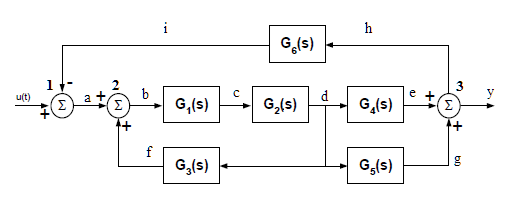 i
h
G₆(s)
1 - 2 3
u(t) + Σ a + Σ b G₁(s) c G₂(s) d G₄(s) e + Σ y
+ +
f G₃(s) G₅(s) g